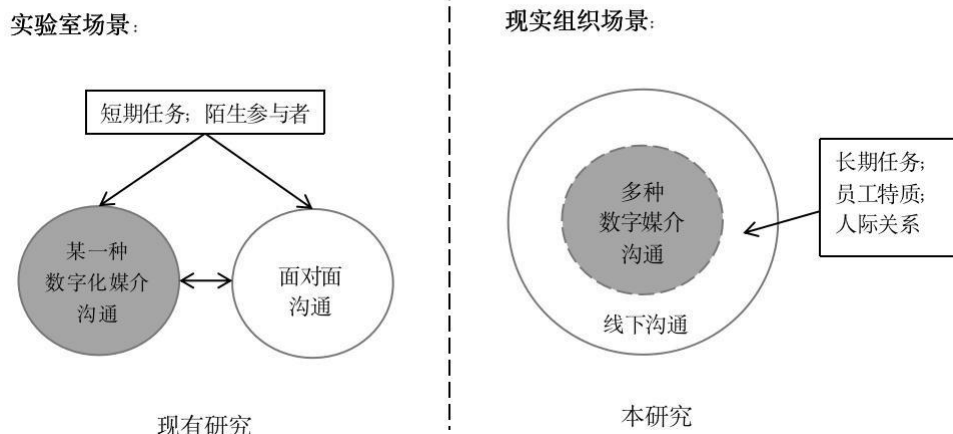 实验室场景:
短期任务; 陌生参与者
某一种
数字化媒介
沟通
面对面
沟通
现有研究
现实组织场景:
多种
数字媒介
沟通
线下沟通
长期任务;
员工特质;
人际关系
本研究